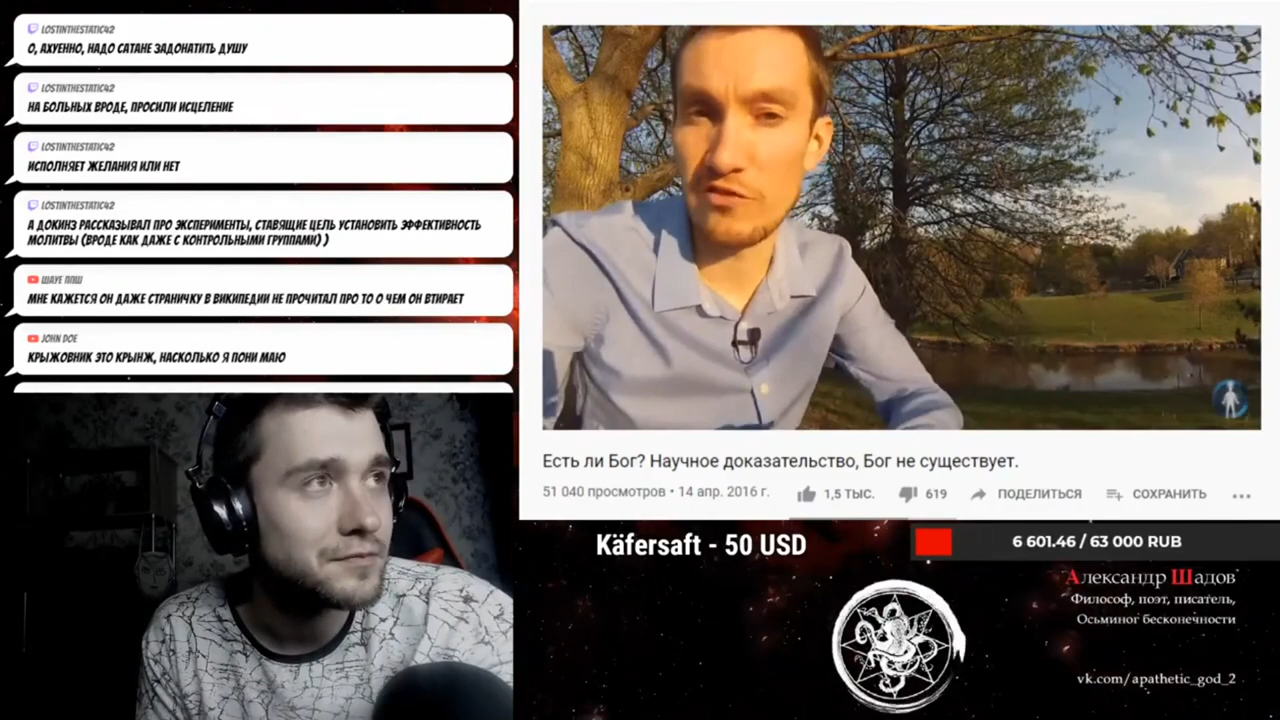 LOSTINTHESTATIC42
О, АХУЕННО, НАДО САТАНЕ ЗАДОНАТИТЬ ДУШУ
LOSTINTHESTATIC42
НА БОЛЬНЫХ ВРОДЕ, ПРОСИЛИ ИСЦЕЛЕНИЕ
LOSTINTHESTATIC42
ИСПОЛНЯЕТ ЖЕЛАНИЯ ИЛИ НЕТ
LOSTINTHESTATIC42
А ДОКИНЗ РАССКАЗЫВАЛ ПРО ЭКСПЕРИМЕНТЫ, СТАВЯЩИЕ ЦЕЛЬ УСТАНОВИТЬ ЭФФЕКТИВНОСТЬ
МОЛИТВЫ (ВРОДЕ КАК ДАЖЕ С КОНТРОЛЬНЫМИ ГРУППАМИ) )
ШАУЕ ППШ
МНЕ КАЖЕТСЯ ОН ДАЖЕ СТРАНИЧКУ В ВИКИПЕДИИ НЕ ПРОЧИТАЛ ПРО ТО О ЧЕМ ОН ВТИРАЕТ
JOHN DOE
КРЫЖОВНИК ЭТО КРЫНЖ, НАСКОЛЬКО Я ПОНИ МАЮ
Есть ли Бог? Научное доказательство, Бог не существует.
51 040 просмотров • 14 апр. 2016 г.
1,5 ТЫС.
619
ПОДЕЛИТЬСЯ
СОХРАНИТЬ
Käfersaft - 50 USD
6 601.46 / 63 000 RUB
Александр Шадов
Философ, поэт, писатель,
Осьминог бесконечности
vk.com/apathetic_god_2